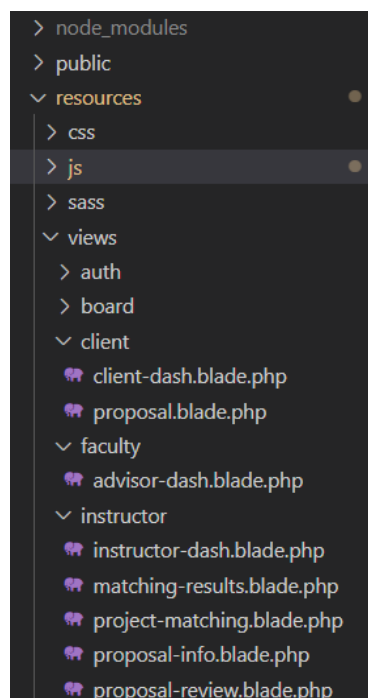 node_modules
public
resources
css
js
sass
views
auth
board
client
client-dash.blade.php
proposal.blade.php
faculty
advisor-dash.blade.php
instructor
instructor-dash.blade.php
matching-results.blade.php
project-matching.blade.php
proposal-info.blade.php
proposal-review.blade.php